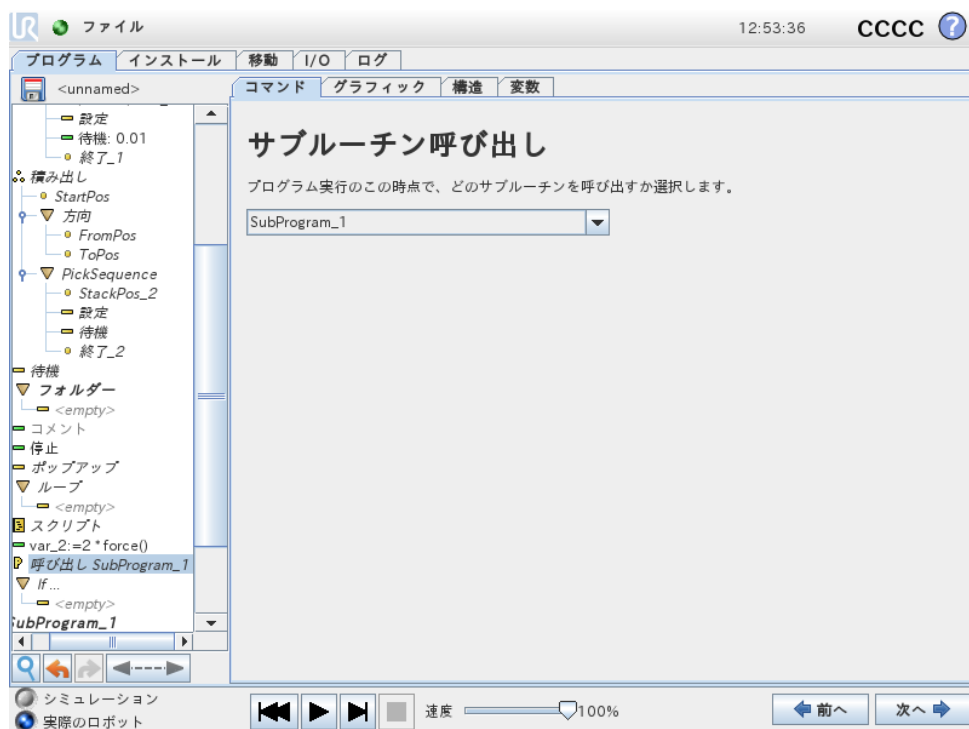 UR ファイル 12:53:36 CCCC ?
プログラム インストール 移動 I/O ログ
<unnamed>
コマンド グラフィック 構造 変数
設定
待機: 0.01
終了_1
積み出し
StartPos
方向
FromPos
ToPos
PickSequence
StackPos_2
設定
待機
終了_2
待機
フォルダー
<empty>
コメント
停止
ポップアップ
ループ
<empty>
スクリプト
var_2:=2 * force()
呼び出し SubProgram_1
If ...
<empty>
SubProgram_1
サブルーチン呼び出し
プログラム実行のこの時点で、どのサブルーチンを呼び出すか選択します。
SubProgram_1
シミュレーション
実際のロボット
速度 100%
前へ 次へ